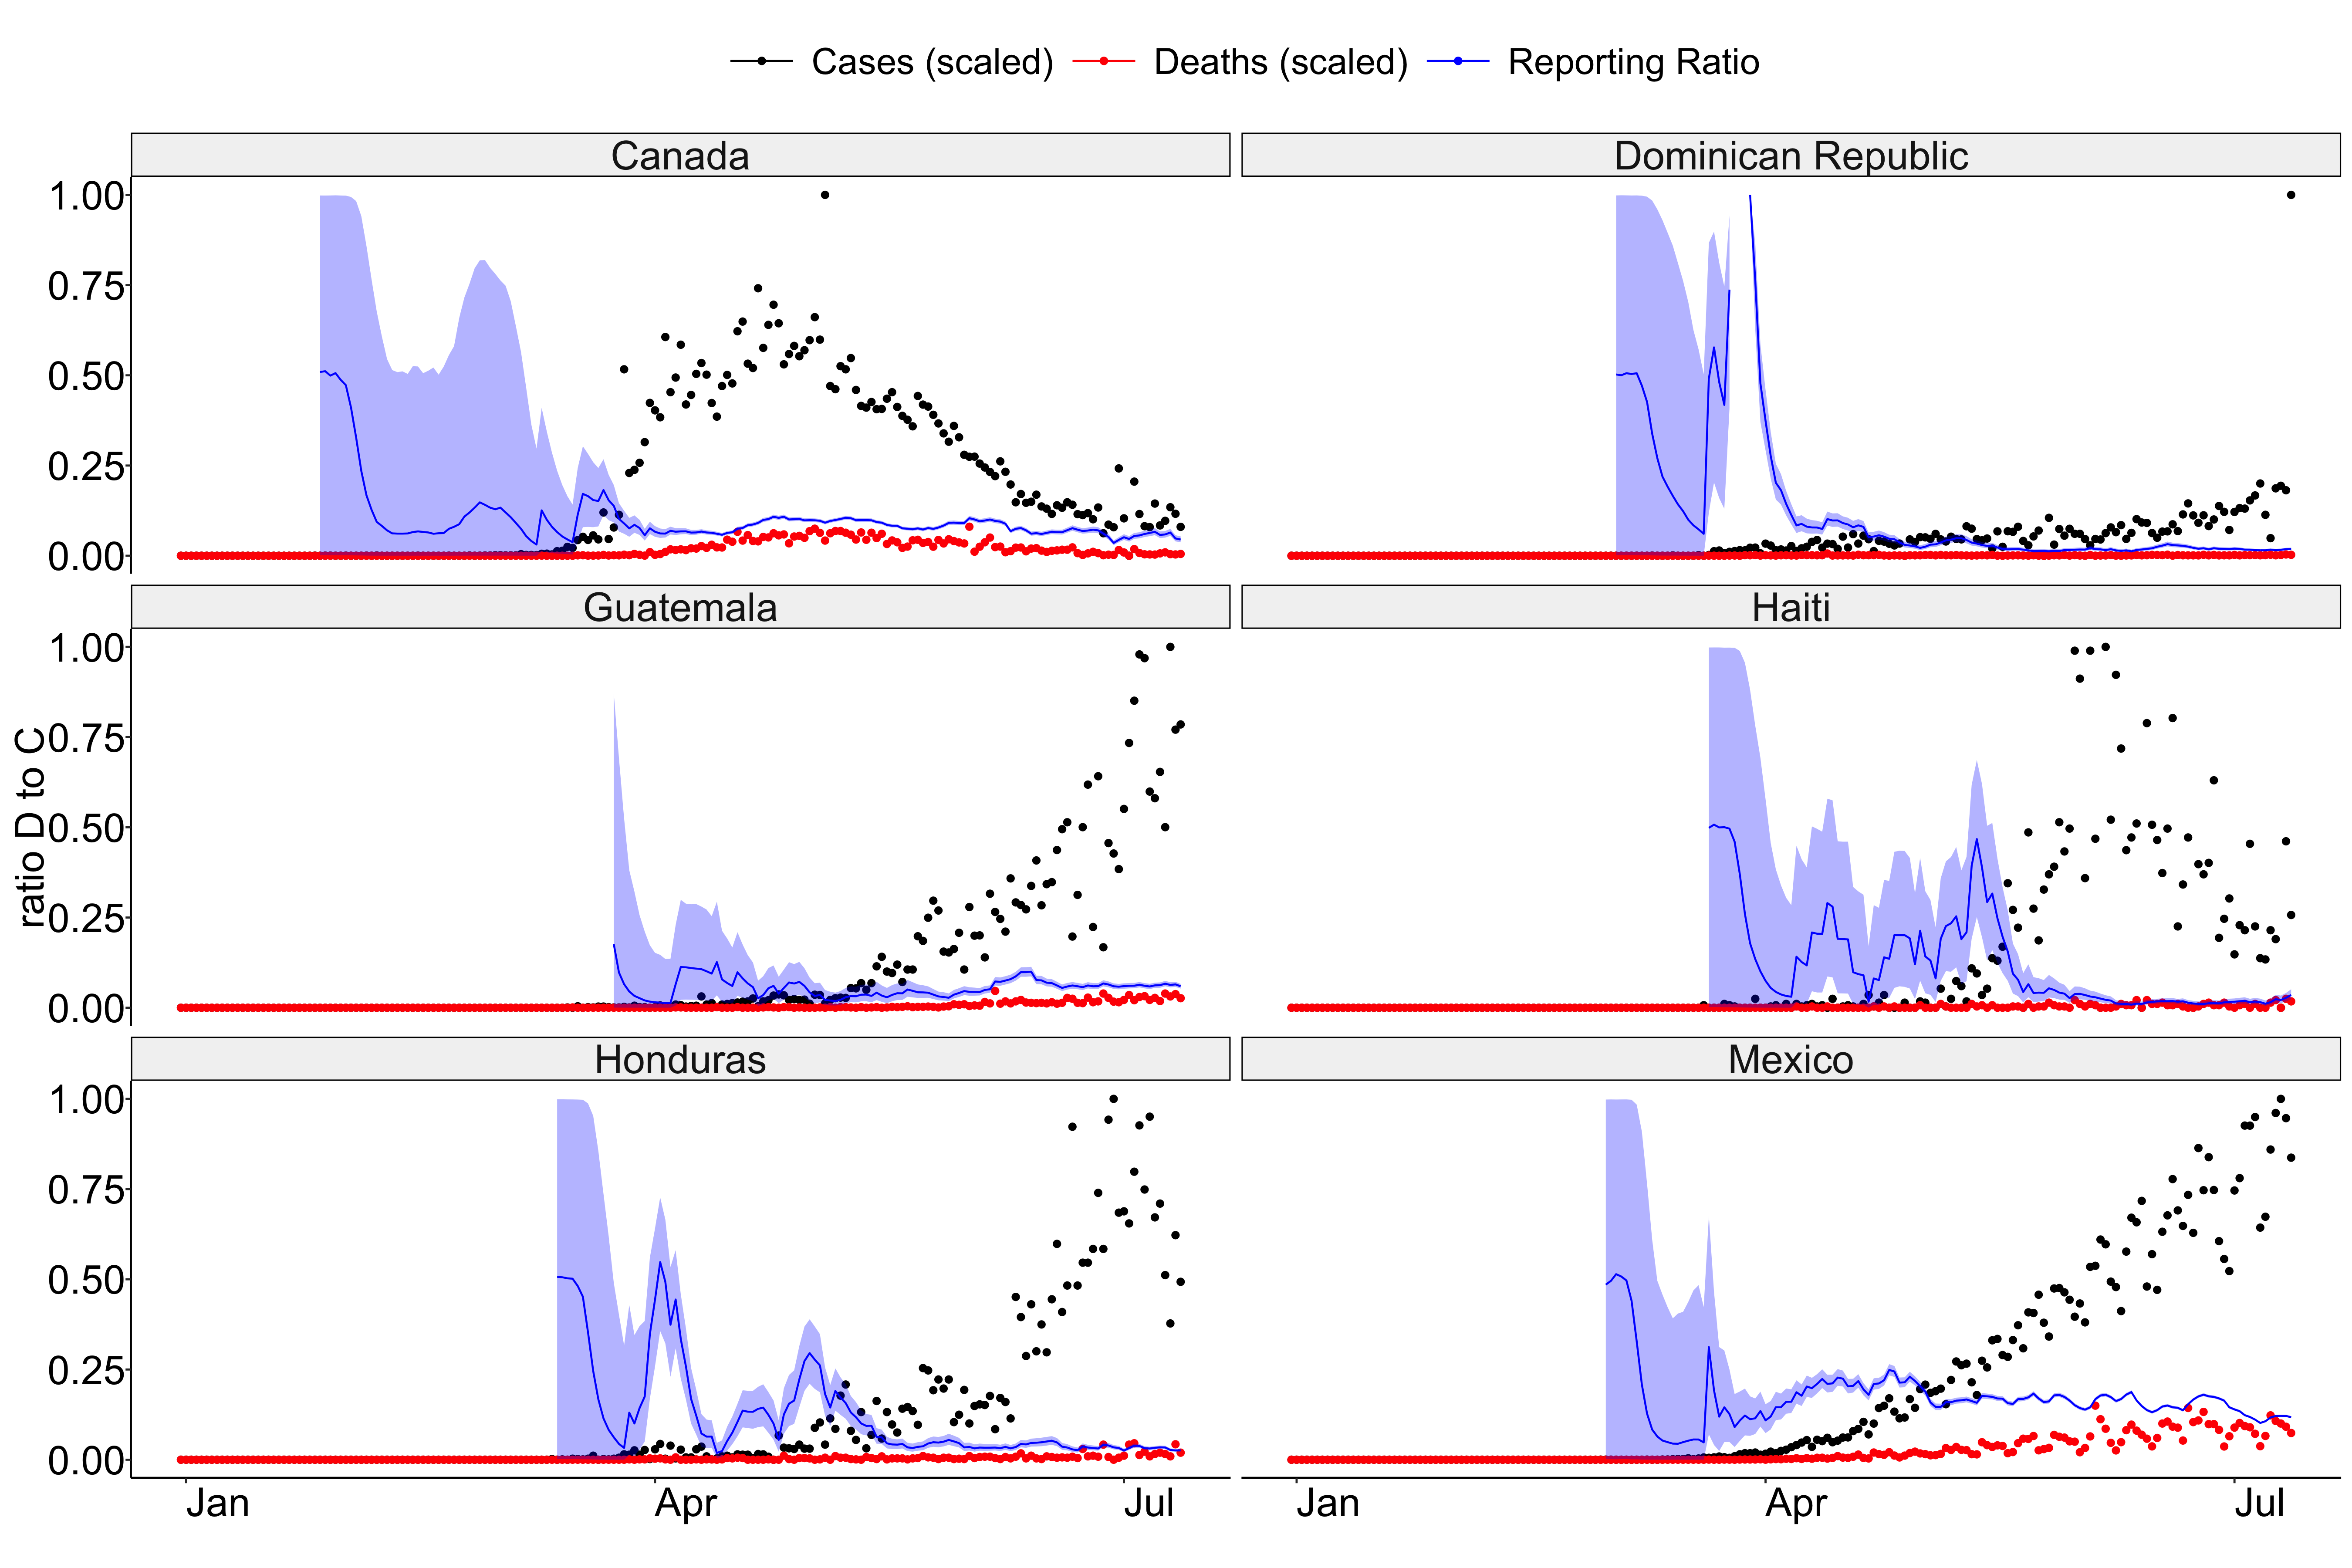 Cases (scaled) Deaths (scaled) Reporting Ratio
Canada Dominican Republic
1.00
0.75
0.50
0.25
0.00
Guatemala Haiti
1.00
0.75
0.50
0.25
0.00
ratio D to C
Honduras Mexico
1.00
0.75
0.50
0.25
0.00
Jan Apr Jul Jan Apr Jul